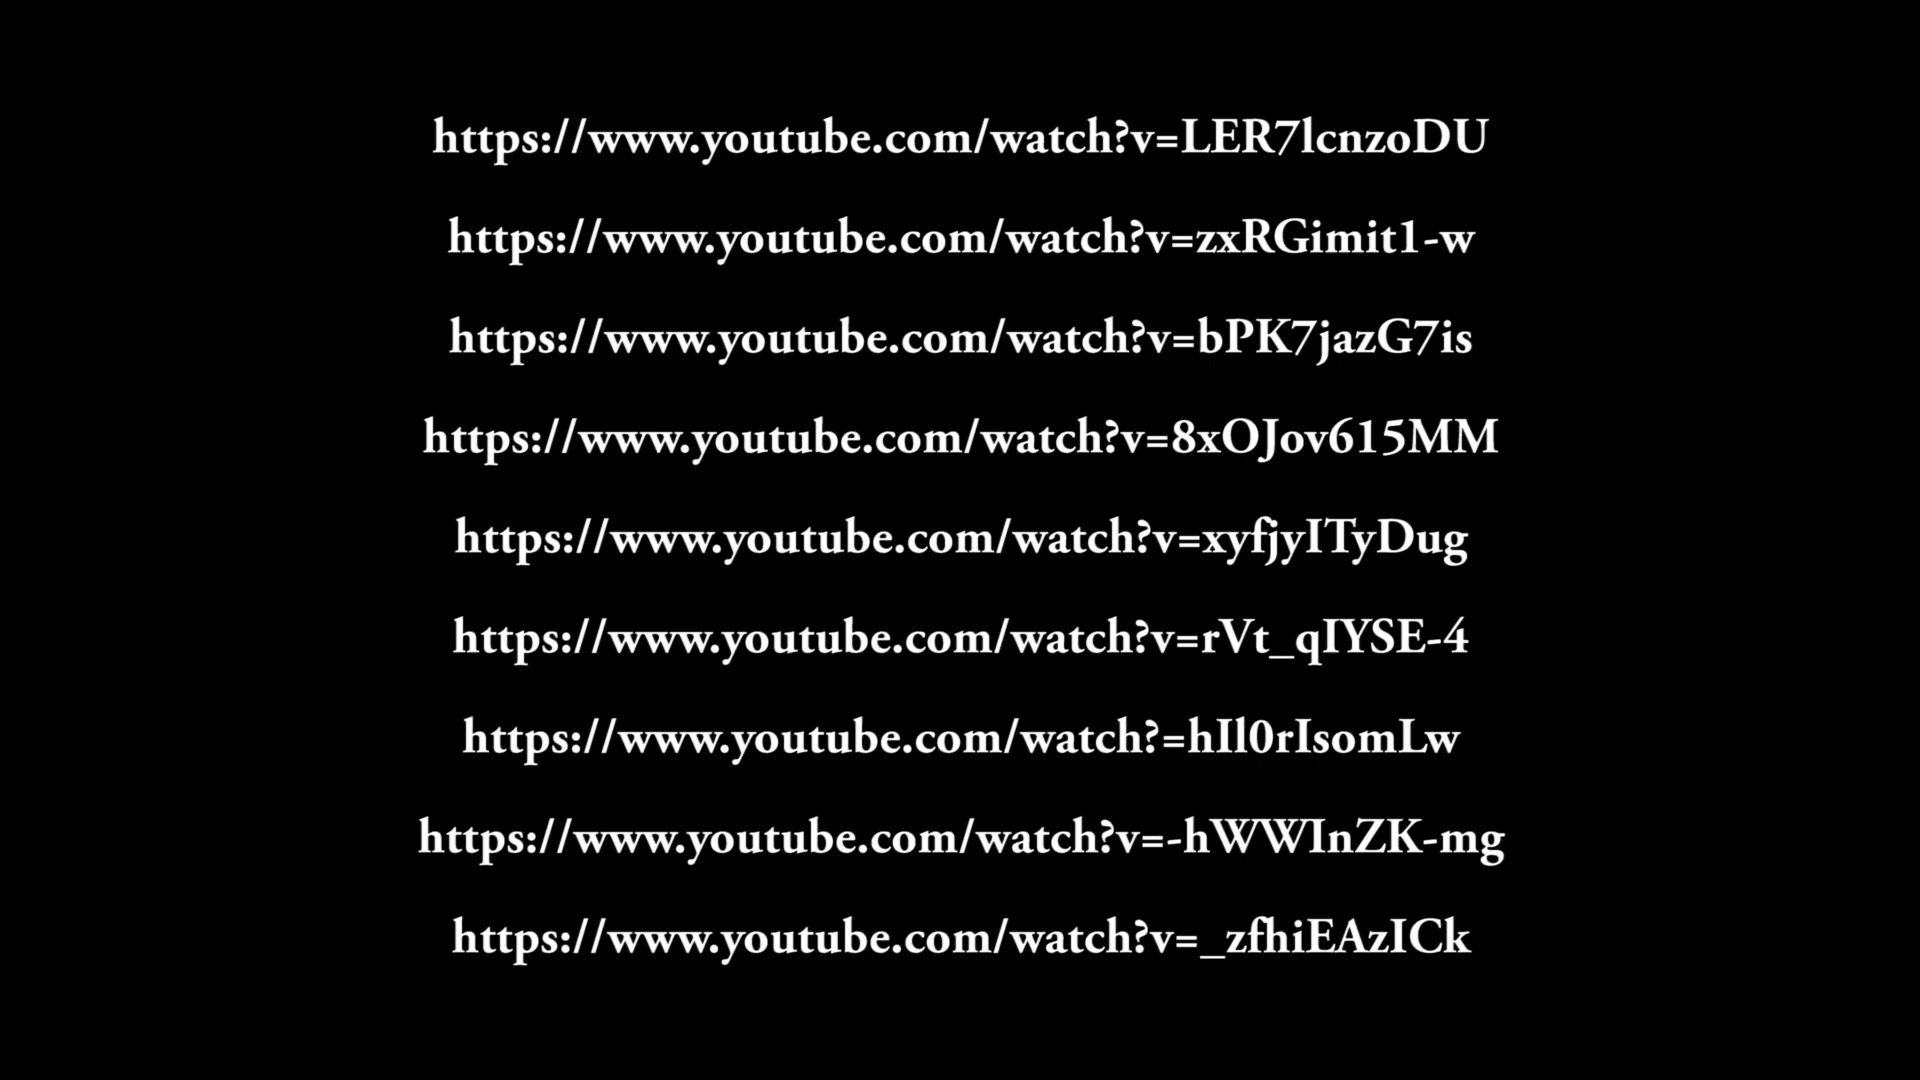 https://www.youtube.com/watch?v=LER7lcnzoDU
https://www.youtube.com/watch?v=zxRGimit1-w
https://www.youtube.com/watch?v=bPK7jazG7is
https://www.youtube.com/watch?v=8xOJov615MM
https://www.youtube.com/watch?v=xyfjyITyDug
https://www.youtube.com/watch?v=rVt_qIYSE-4
https://www.youtube.com/watch?=hIl0rIsomLw
https://www.youtube.com/watch?v=-hWWInZK-mg
https://www.youtube.com/watch?v=_zfhiEAzICk